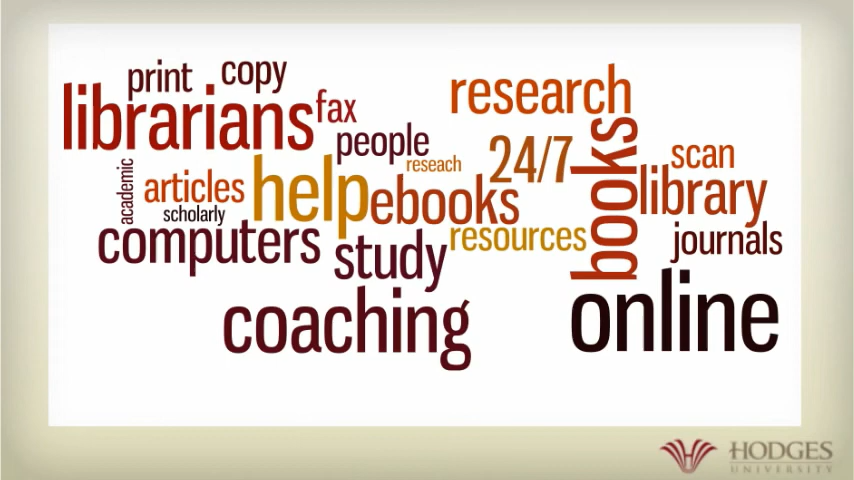 print
copy
librarians
fax
research
people
reseach
24/7
books
scan
academic
articles
scholarly
help
ebooks
library
computers
study
resources
journals
coaching
online
HODGES
UNIVERSITY